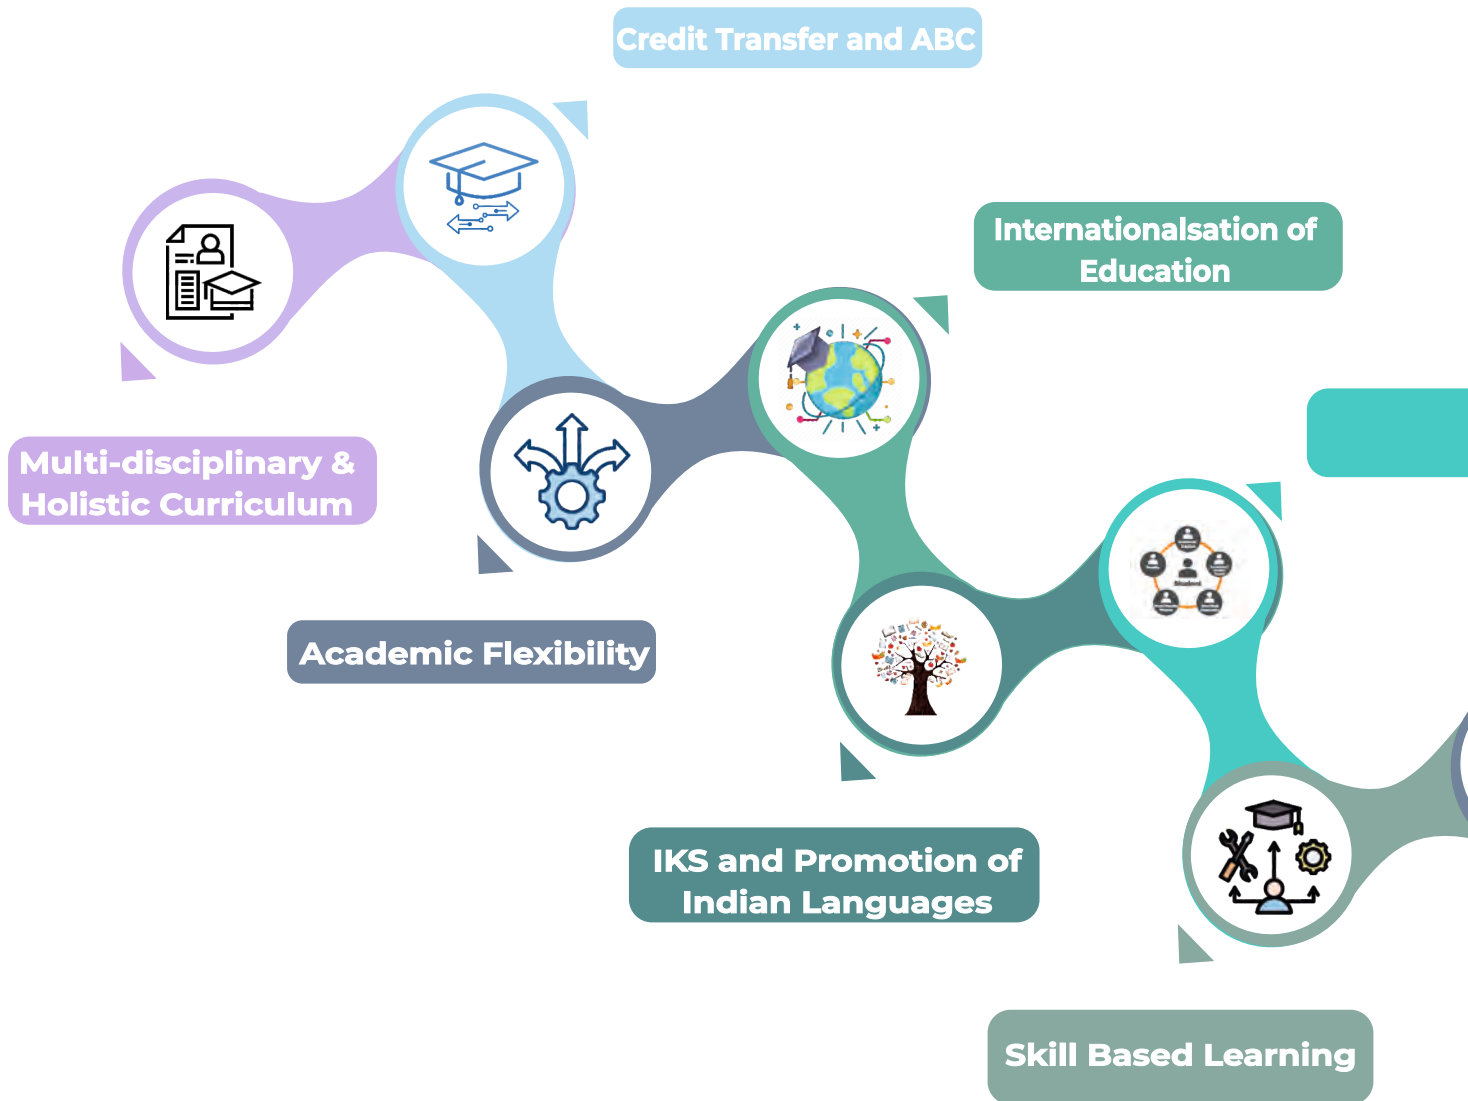 Credit Transfer and ABC
Internationalsation of
Education
Multi-disciplinary &
Holistic Curriculum
Student
Academic Flexibility
IKS and Promotion of
Indian Languages
Skill Based Learning